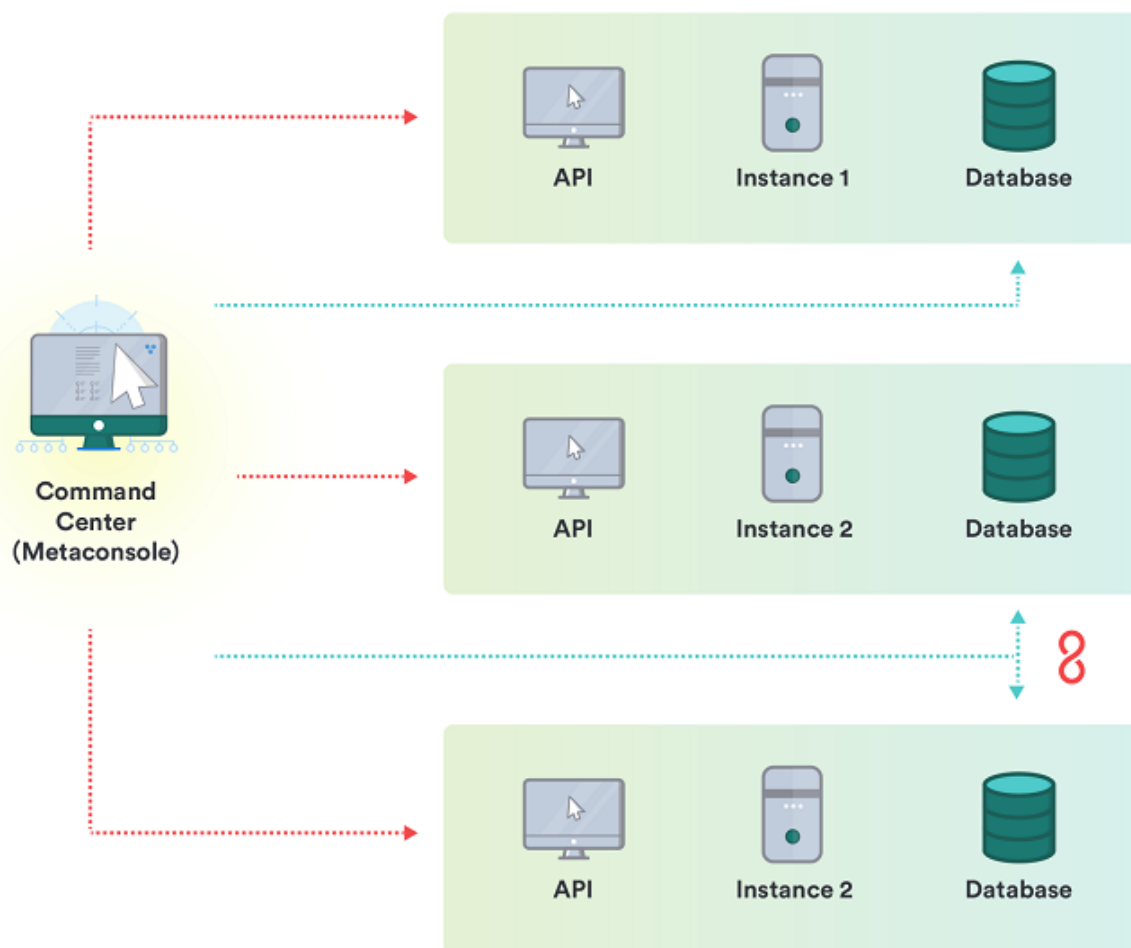 API
Instance 1
Database
Command
Center
(Metaconsole)
API
Instance 2
Database
API
Instance 2
Database